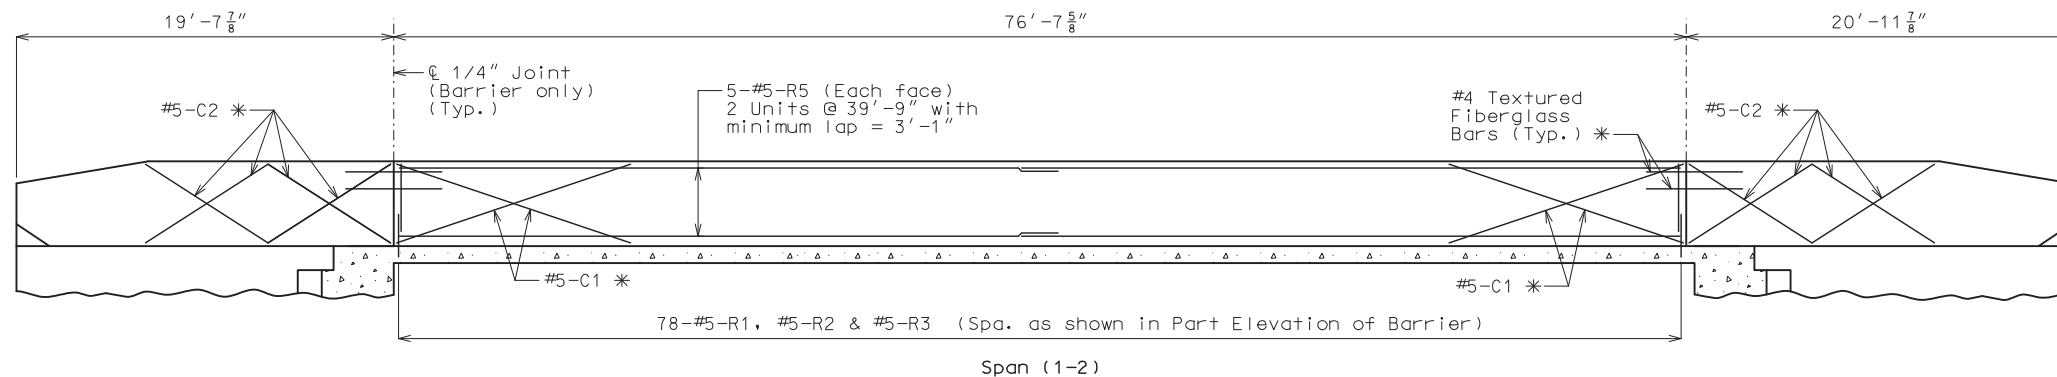 19'-7 7/8"
76'-7 5/8"
20'-11 7/8"
℄ 1/4" Joint
(Barrier only)
(Typ.)
#5-C2 *
5-#5-R5 (Each face)
2 Units @ 39'-9" with
minimum lap = 3'-1"
#4 Textured
Fiberglass
Bars (Typ.) *
#5-C2 *
#5-C1 *
#5-C1 *
78-#5-R1, #5-R2 & #5-R3 (Spa. as shown in Part Elevation of Barrier)
Span (1-2)